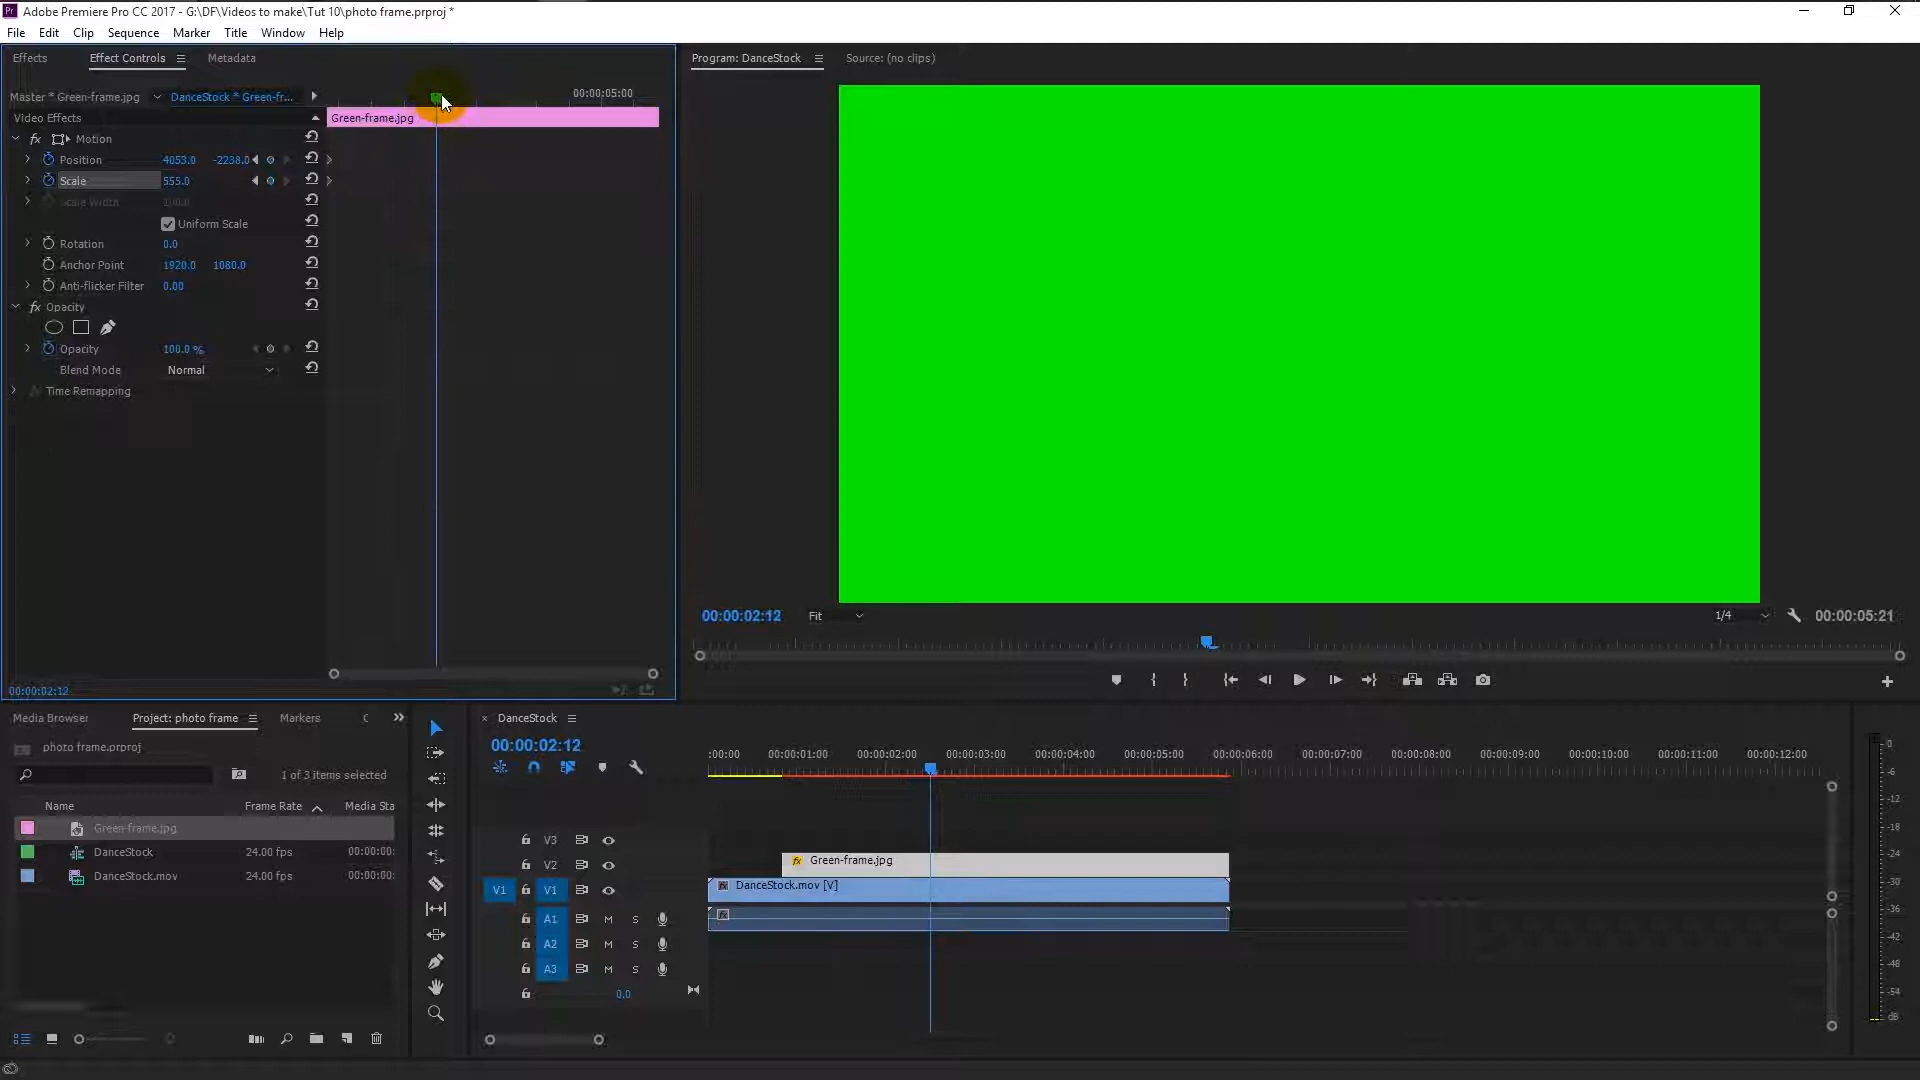 Adobe Premiere Pro CC 2017 - G:\DF\Videos to make\Tut 10\photo frame.prproj *
File Edit Clip Sequence Marker Title Window Help
Effects Effect Controls Metadata
Program: DanceStock Source: (no clips)
Master * Green-frame.jpg DanceStock * Green-fr... 00:00:05:00
Video Effects Green-frame.jpg
fx Motion
Position 4053.0 -2238.0
Scale 555.0
Scale Width 100.0
Uniform Scale
Rotation 0.0
Anchor Point 1920.0 1080.0
Anti-flicker Filter 0.00
fx Opacity
Opacity 100.0 %
Blend Mode Normal
Time Remapping
00:00:02:12 Fit 1/4 00:00:05:21
00:00:02:12
Media Browser Project: photo frame Markers C
DanceStock
photo frame.prproj
00:00:02:12
:00:00 00:00:01:00 00:00:02:00 00:00:03:00 00:00:04:00 00:00:05:00 00:00:06:00 00:00:07:00 00:00:08:00 00:00:09:00 00:00:10:00 00:00:11:00 00:00:12:00
1 of 3 items selected
Name Frame Rate Media Sta
Green-frame.jpg
DanceStock 24.00 fps 00:00:00:
DanceStock.mov 24.00 fps 00:00:00:
V3
V2 fx Green-frame.jpg
V1 V1 fx DanceStock.mov [V]
A1 M S fx
A2 M S
A3 M S
0.0
0
-6
-12
-18
-24
-30
-36
-42
-48
-54
dB